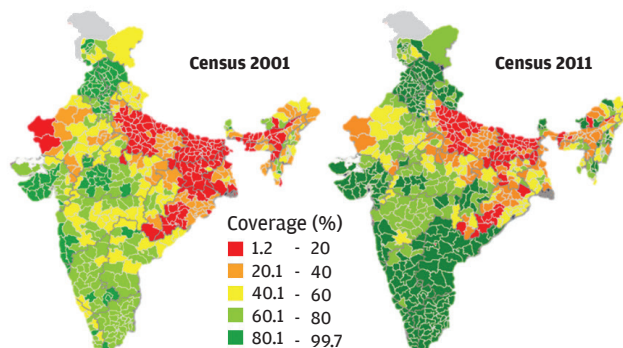 Census 2001
Census 2011
Coverage (%)
1.2 - 20
20.1 - 40
40.1 - 60
60.1 - 80
80.1 - 99.7